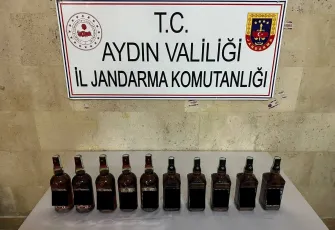 T.C.
AYDIN VALİLİĞİ
İL JANDARMA KOMUTANLIĞI